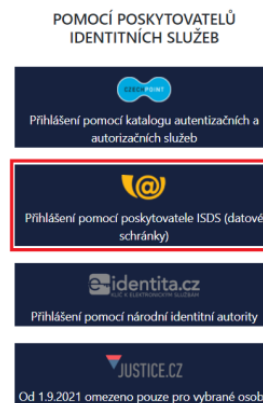 POMOCÍ POSKYTOVATELŮ
IDENTITNÍCH SLUŽEB
CZECH POINT
Přihlášení pomocí katalogu autentizačních a
autorizačních služeb
Přihlášení pomocí poskytovatele ISDS (datové
schránky)
e-identita.cz
KLÍČ K ELEKTRONICKÝM SLUŽBÁM
Přihlášení pomocí národní identitní autority
JUSTICE.CZ
Od 1.9.2021 omezeno pouze pro vybrané osob